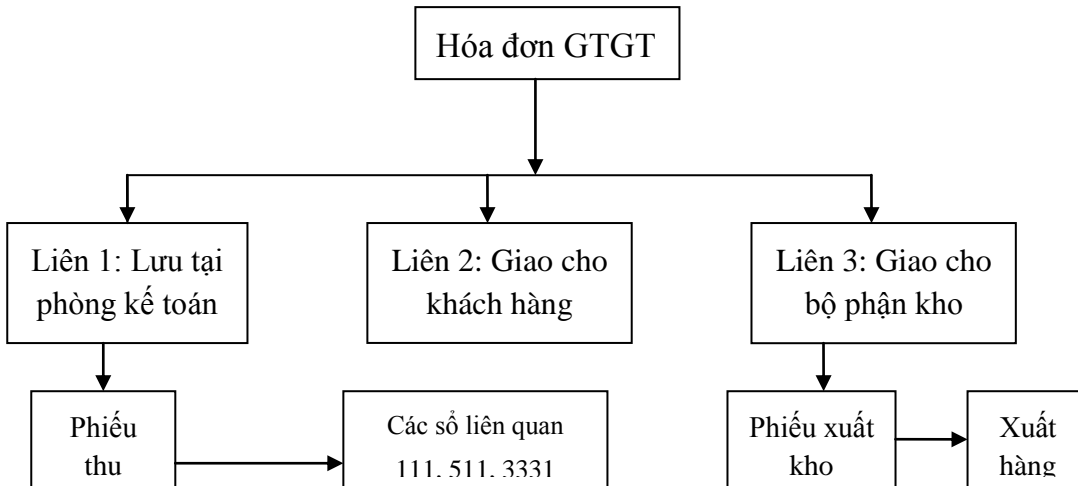 Hóa đơn GTGT
Liên 1: Lưu tại
phòng kế toán
Liên 2: Giao cho
khách hàng
Liên 3: Giao cho
bộ phận kho
Phiếu
thu
Các sổ liên quan
111, 511, 3331
Phiếu xuất
kho
Xuất
hàng